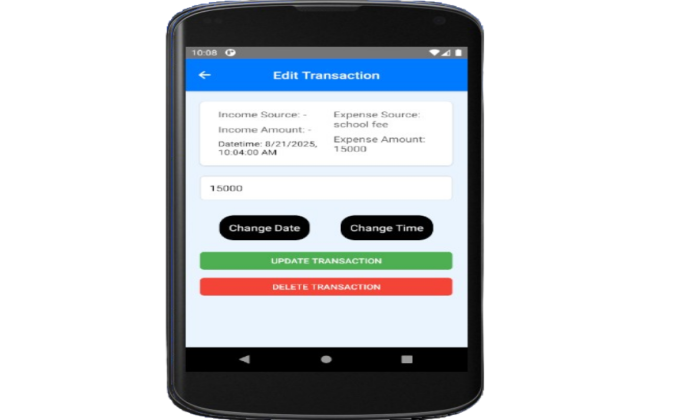 10:08
Edit Transaction
Income Source: -
Income Amount: -
Datetime: 8/21/2025,
10:04:00 AM
Expense Source:
school fee
Expense Amount:
15000
15000
Change Date
Change Time
UPDATE TRANSACTION
DELETE TRANSACTION